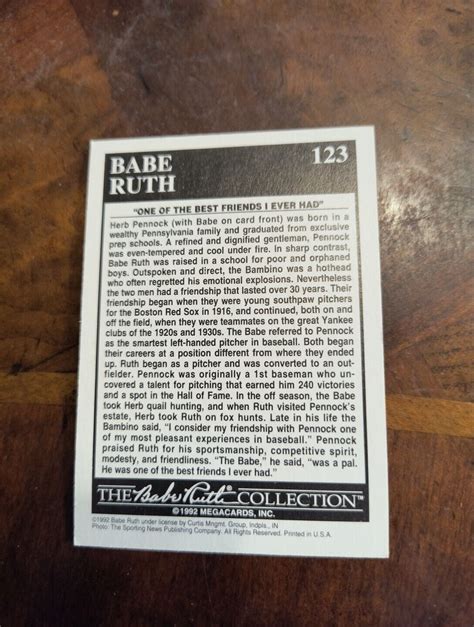 BABE 123
RUTH
"ONE OF THE BEST FRIENDS I EVER HAD"
Herb Pennock (with Babe on card front) was born in a
wealthy Pennsylvania family and graduated from exclusive
prep schools. A refined and dignified gentleman, Pennock
was even-tempered and cool under fire. In sharp contrast,
Babe Ruth was raised in a school for poor and orphaned
boys. Outspoken and direct, the Bambino was a hothead
who often regretted his emotional explosions. Nevertheless
the two men had a friendship that lasted over 30 years. Their
friendship began when they were young southpaw pitchers
for the Boston Red Sox in 1916, and continued, both on and
off the field, when they were teammates on the great Yankee
clubs of the 1920s and 1930s. The Babe referred to Pennock
as the smartest left-handed pitcher in baseball. Both began
their careers at a position different from where they ended
up. Ruth began as a pitcher and was converted to an out-
fielder. Pennock was originally a 1st baseman who un-
covered a talent for pitching that earned him 240 victories
and a spot in the Hall of Fame. In the off season, the Babe
took Herb quail hunting, and when Ruth visited Pennock's
estate, Herb took Ruth on fox hunts. Late in his life the
Bambino said, "I consider my friendship with Pennock one
of my most pleasant experiences in baseball." Pennock
praised Ruth for his sportsmanship, competitive spirit,
modesty, and friendliness. "The Babe," he said, "was a pal.
He was one of the best friends I ever had."
THE Babe Ruth COLLECTION™
©1992 MEGACARDS, INC.
©1992 Babe Ruth under license by Curtis Mngmt. Group, Indpls., IN
Photo: The Sporting News Publishing Company. All Rights Reserved. Printed in U.S.A.